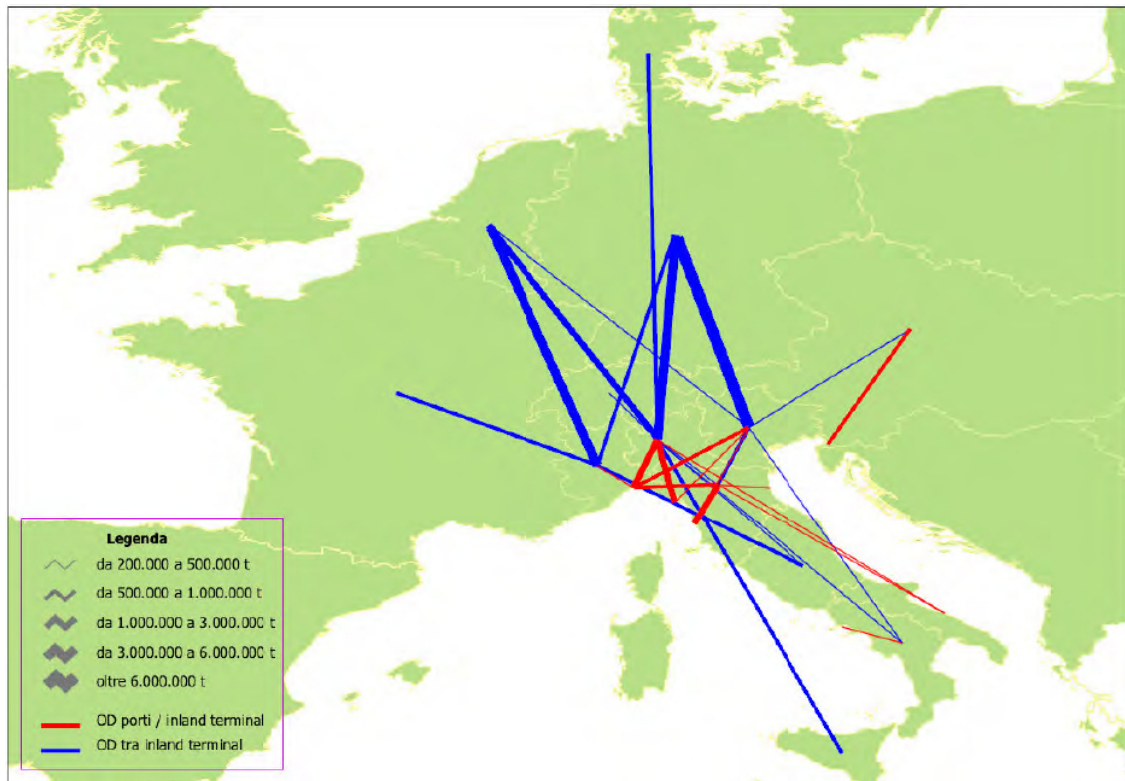 Legenda
da 200.000 a 500.000 t
da 500.000 a 1.000.000 t
da 1.000.000 a 3.000.000 t
da 3.000.000 a 6.000.000 t
oltre 6.000.000 t
OD porti / inland terminal
OD tra inland terminal